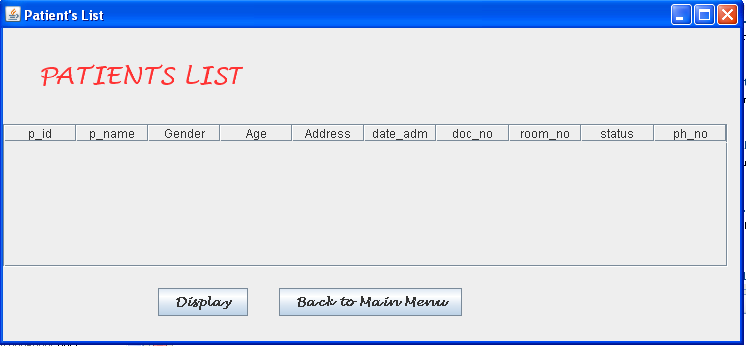 Patient's List
PATIENTS LIST
p_id p_name Gender Age Address date_adm doc_no room_no status ph_no
Display Back to Main Menu